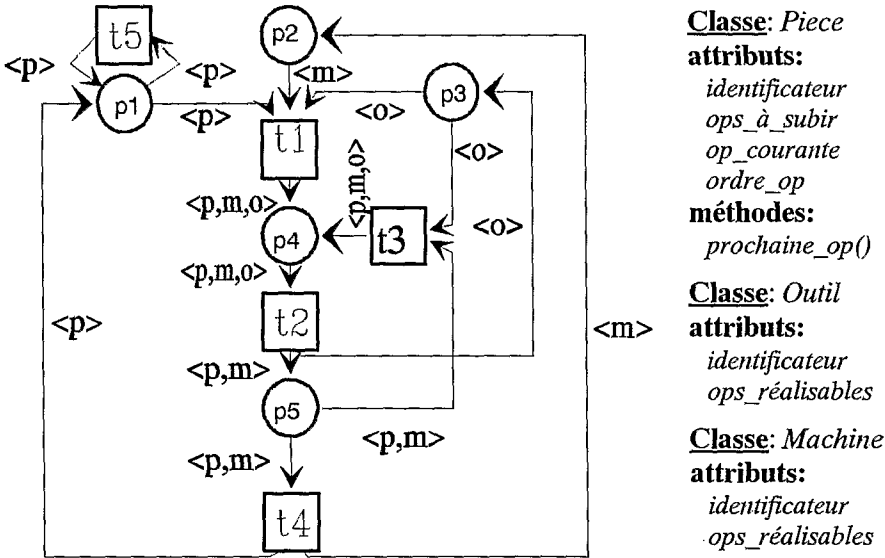 t5
p2
<p>
<p>
<m>
p1
p3
<p>
<o>
t1
<o>
<p,m,o>
<p,m,o>
p4
t3
<o>
<p,m,o>
t2
<p>
<m>
<p,m>
p5
<p,m>
<p,m>
t4
Classe: Piece
attributs:
identificateur
ops_à_subir
op_courante
ordre_op
méthodes:
prochaine_op()
Classe: Outil
attributs:
identificateur
ops_réalisables
Classe: Machine
attributs:
identificateur
ops_réalisables